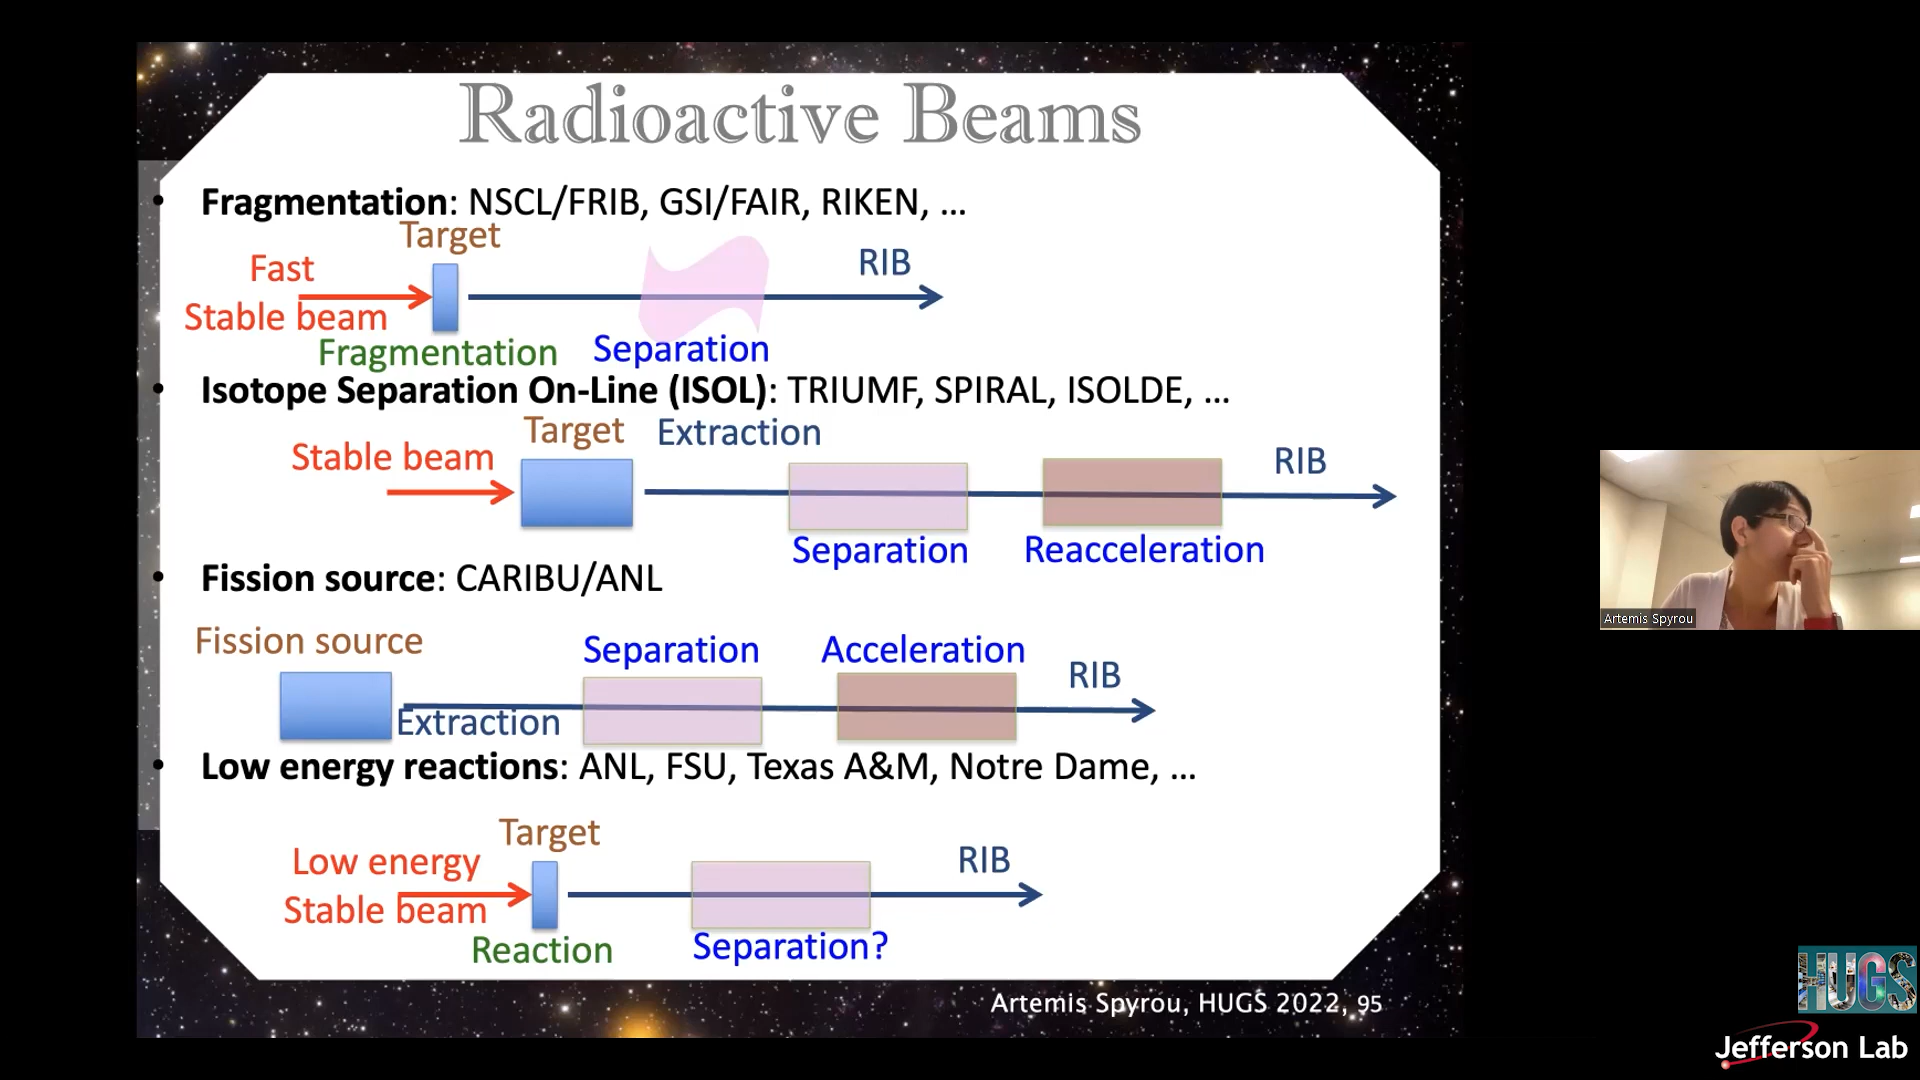 Radioactive Beams
• Fragmentation: NSCL/FRIB, GSI/FAIR, RIKEN, ...
Target
Fast
Stable beam
RIB
Fragmentation
Separation
• Isotope Separation On-Line (ISOL): TRIUMF, SPIRAL, ISOLDE, ...
Target
Extraction
Stable beam
RIB
Separation
Reacceleration
• Fission source: CARIBU/ANL
Fission source
Separation
Acceleration
RIB
Extraction
• Low energy reactions: ANL, FSU, Texas A&M, Notre Dame, ...
Target
Low energy
Stable beam
RIB
Reaction
Separation?
Artemis Spyrou, HUGS 2022, 95
Artemis Spyrou
HUGS
Jefferson Lab